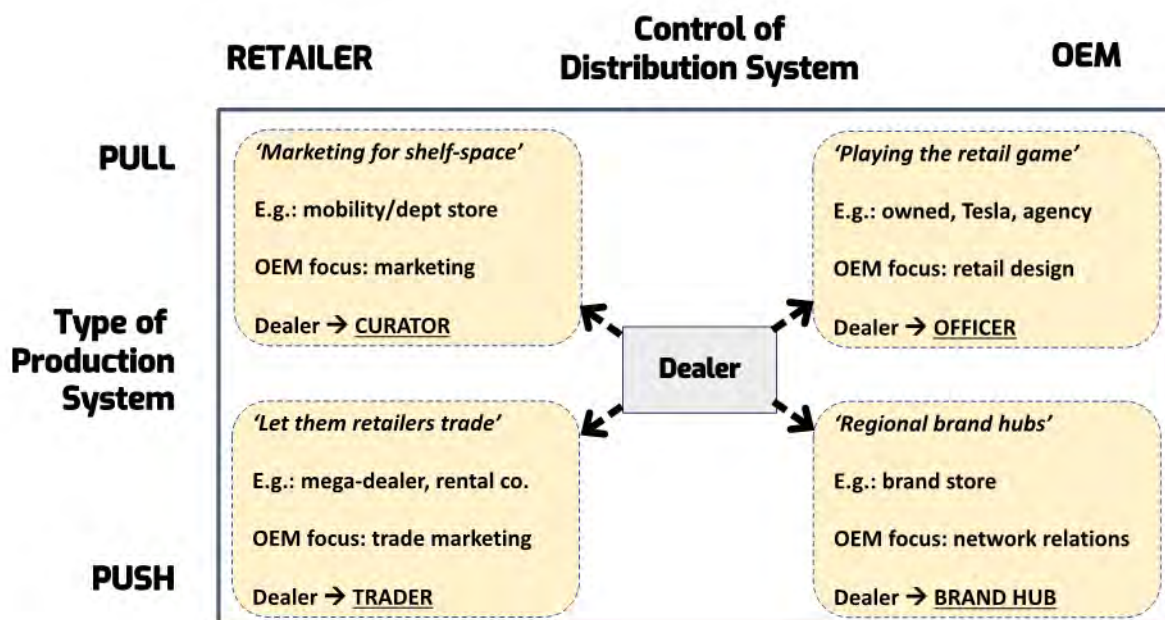 RETAILER
Control of
Distribution System
OEM
PULL
Type of
Production
System
PUSH
‘Marketing for shelf-space’
E.g.: mobility/dept store
OEM focus: marketing
Dealer → CURATOR
‘Playing the retail game’
E.g.: owned, Tesla, agency
OEM focus: retail design
Dealer → OFFICER
Dealer
‘Let them retailers trade’
E.g.: mega-dealer, rental co.
OEM focus: trade marketing
Dealer → TRADER
‘Regional brand hubs’
E.g.: brand store
OEM focus: network relations
Dealer → BRAND HUB